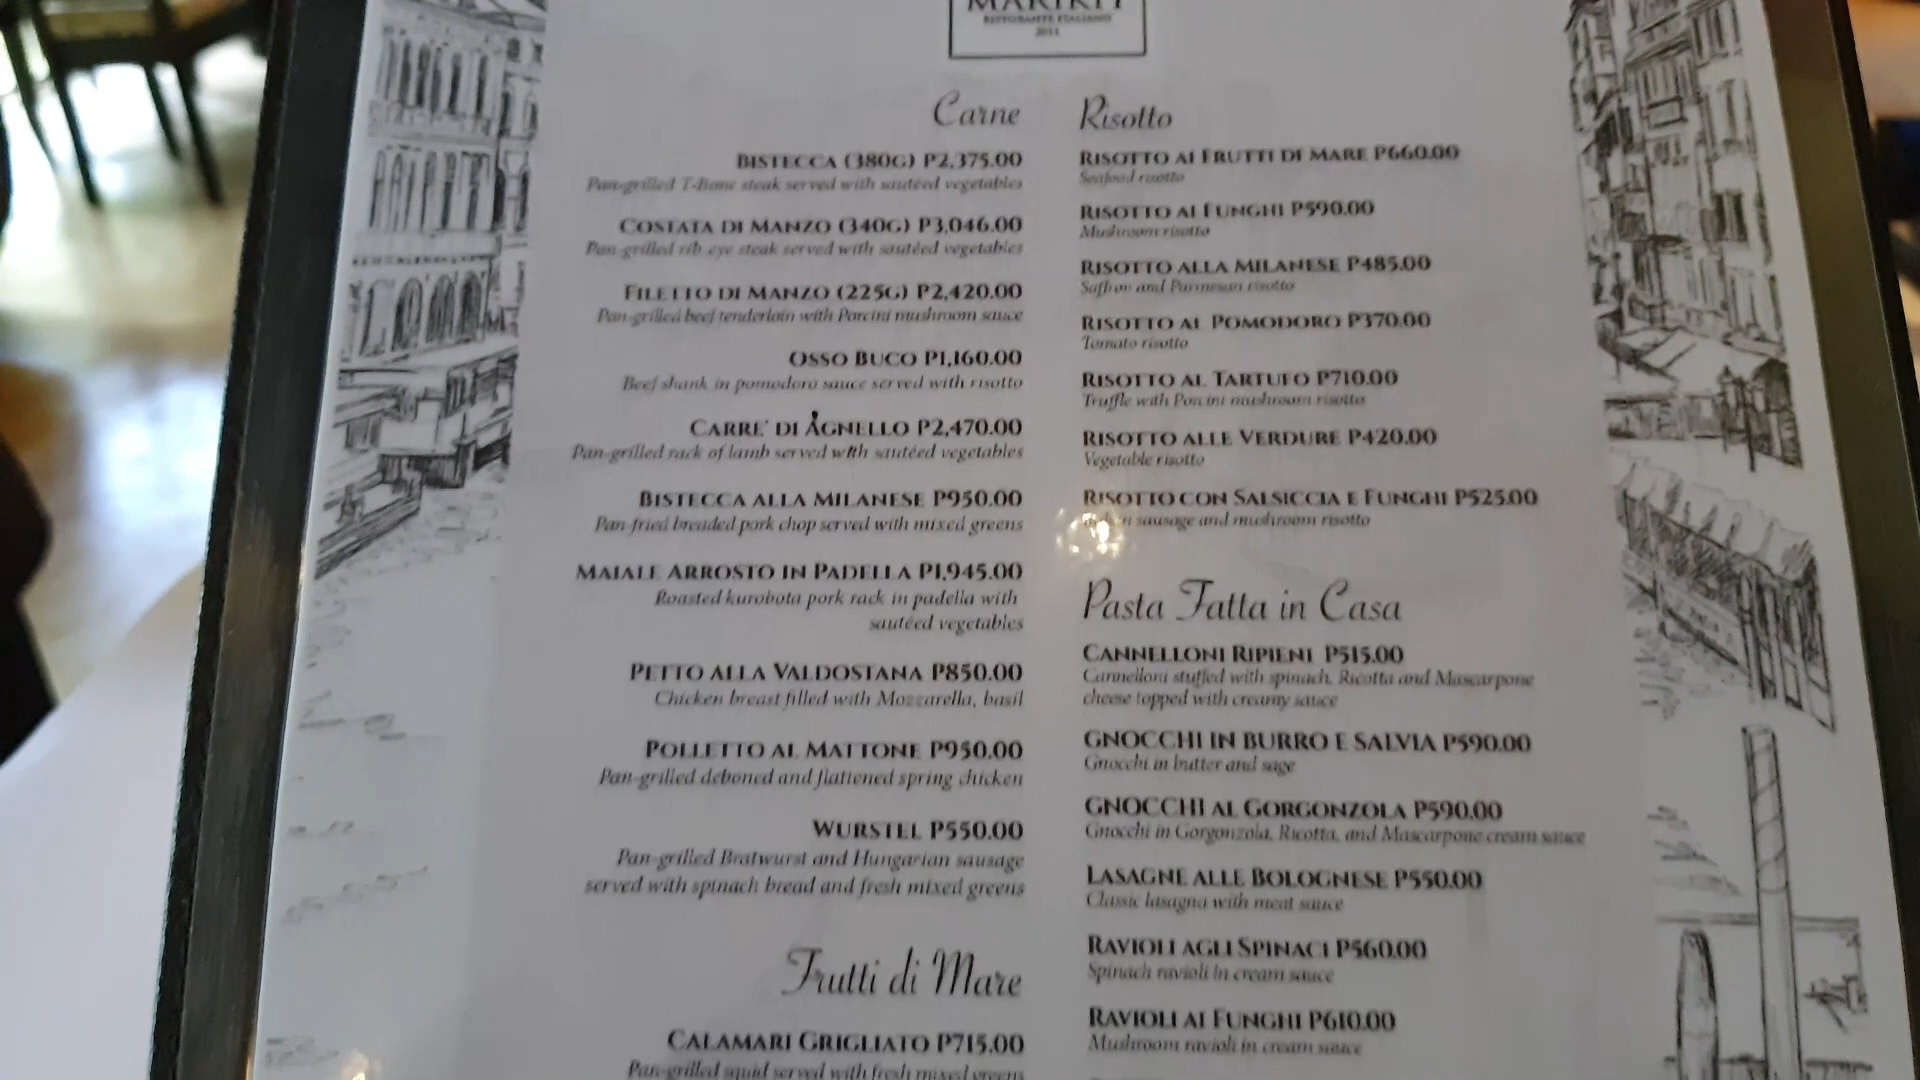 MARIKIT
RISTORANTE ITALIANO
2011
Carne
BISTECCA (380G) P2,375.00
Pan-grilled T-Bone steak served with sautéed vegetables
COSTATA DI MANZO (340G) P3,046.00
Pan-grilled rib eye steak served with sautéed vegetables
FILETTO DI MANZO (225G) P2,420.00
Pan-grilled beef tenderloin with Porcini mushroom sauce
OSSO BUCO P1,160.00
Beef shank in pomodoro sauce served with risotto
CARRE' DI AGNELLO P2,470.00
Pan-grilled rack of lamb served with sautéed vegetables
BISTECCA ALLA MILANESE P950.00
Pan-fried breaded pork chop served with mixed greens
MAIALE ARROSTO IN PADELLA P1,945.00
Roasted kurobota pork rack in padella with
sautéed vegetables
PETTO ALLA VALDOSTANA P850.00
Chicken breast filled with Mozzarella, basil
POLLETTO AL MATTONE P950.00
Pan-grilled deboned and flattened spring chicken
WURSTEL P550.00
Pan-grilled Bratwurst and Hungarian sausage
served with spinach bread and fresh mixed greens
Frutti di Mare
CALAMARI GRIGLIATO P715.00
Pan-grilled squid served with fresh mixed greens
Risotto
RISOTTO AI FRUTTI DI MARE P660.00
Seafood risotto
RISOTTO AI FUNGHI P590.00
Mushroom risotto
RISOTTO ALLA MILANESE P485.00
Saffron and Parmesan risotto
RISOTTO AL POMODORO P370.00
Tomato risotto
RISOTTO AL TARTUFO P710.00
Truffle with Porcini mushroom risotto
RISOTTO ALLE VERDURE P420.00
Vegetable risotto
RISOTTO CON SALSICCIA E FUNGHI P525.00
sausage and mushroom risotto
Pasta Fatta in Casa
CANNELLONI RIPIENI P515.00
Cannelloni stuffed with spinach, Ricotta and Mascarpone
cheese topped with creamy sauce
GNOCCHI IN BURRO E SALVIA P590.00
Gnocchi in butter and sage
GNOCCHI AL GORGONZOLA P590.00
Gnocchi in Gorgonzola, Ricotta, and Mascarpone cream sauce
LASAGNE ALLE BOLOGNESE P550.00
Classic lasagna with meat sauce
RAVIOLI AGLI SPINACI P560.00
Spinach ravioli in cream sauce
RAVIOLI AI FUNGHI P610.00
Mushroom ravioli in cream sauce